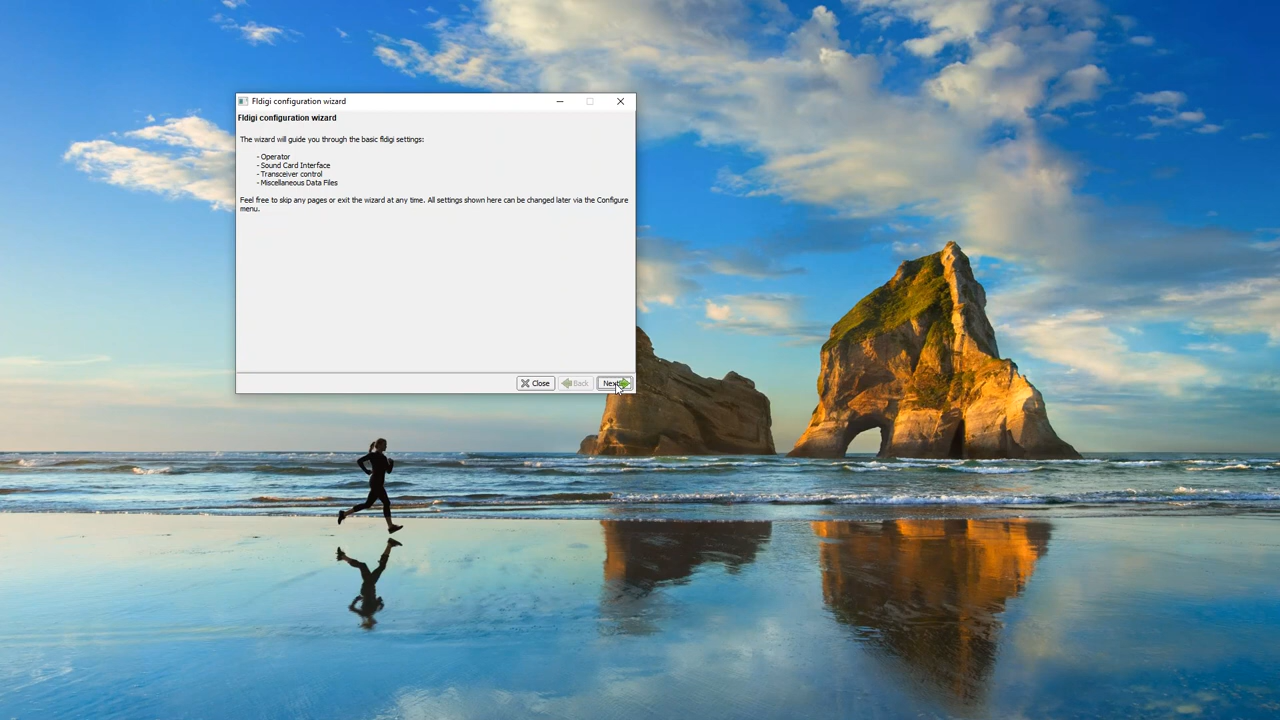 Fldigi configuration wizard
Fldigi configuration wizard
The wizard will guide you through the basic fldigi settings:
- Operator
- Sound Card Interface
- Transceiver control
- Miscellaneous Data Files
Feel free to skip any pages or exit the wizard at any time. All settings shown here can be changed later via the Configure
menu.
Close Back Next